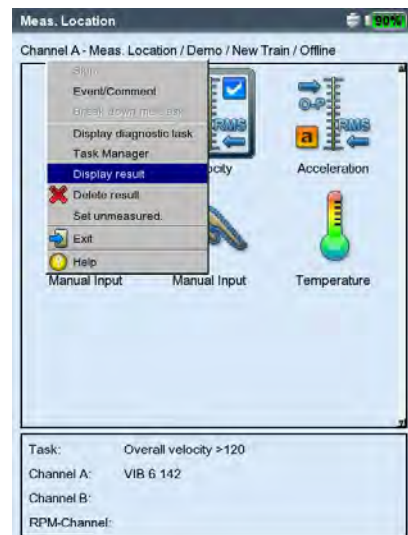 Meas. Location
90%
Channel A - Meas. Location / Demo / New Train / Offline
Event/Comment
Display diagnostic task
Task Manager
Display result
Delete result
Set unmeasured.
Exit
Help
RMS
ocity
O-P
a RMS
Acceleration
Manual Input
Manual Input
Temperature
Task: Overall velocity >120
Channel A: VIB 6 142
Channel B:
RPM-Channel: